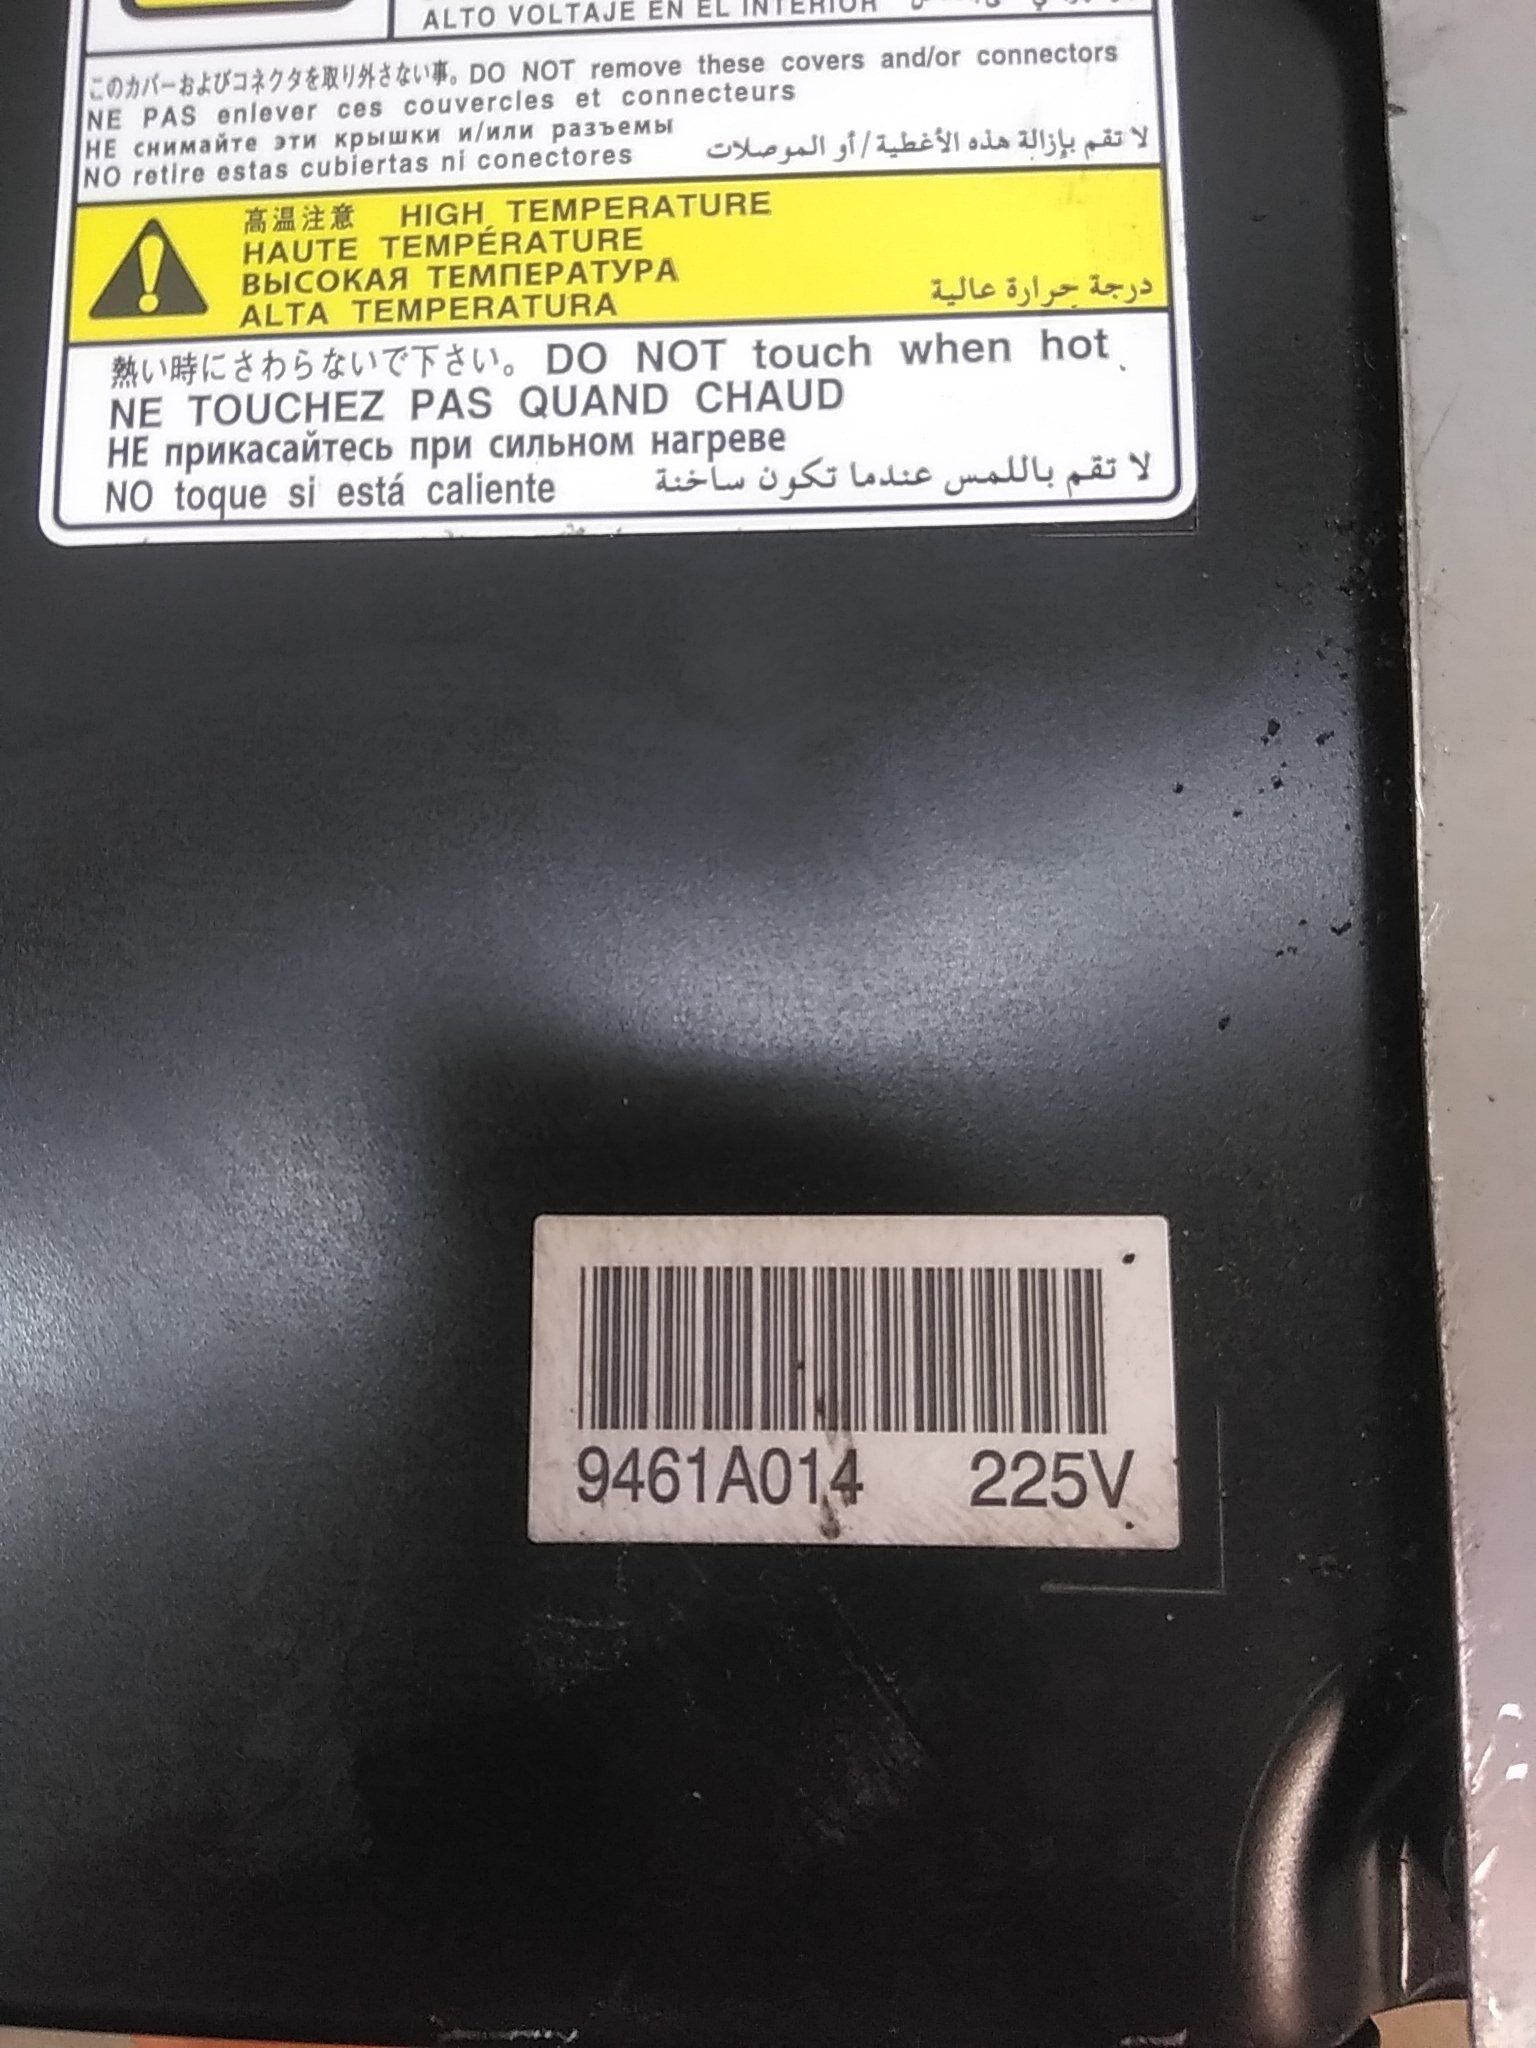 ALTO VOLTAJE EN EL INTERIOR
このカバーおよびコネクタを取り外さない事。DO NOT remove these covers and/or connectors
NE PAS enlever ces couvercles et connecteurs
НЕ снимайте эти крышки и/или разъемы
NO retire estas cubiertas ni conectores لا تقم بإزالة هذه الأغطية/أو الموصلات
高温注意 HIGH TEMPERATURE
HAUTE TEMPÉRATURE
ВЫСОКАЯ ТЕМПЕРАТУРА
ALTA TEMPERATURA درجة حرارة عالية
熱い時にさわらないで下さい。DO NOT touch when hot
NE TOUCHEZ PAS QUAND CHAUD
НЕ прикасайтесь при сильном нагреве
NO toque si está caliente لا تقم باللمس عندما تكون ساخنة
9461A014 225V